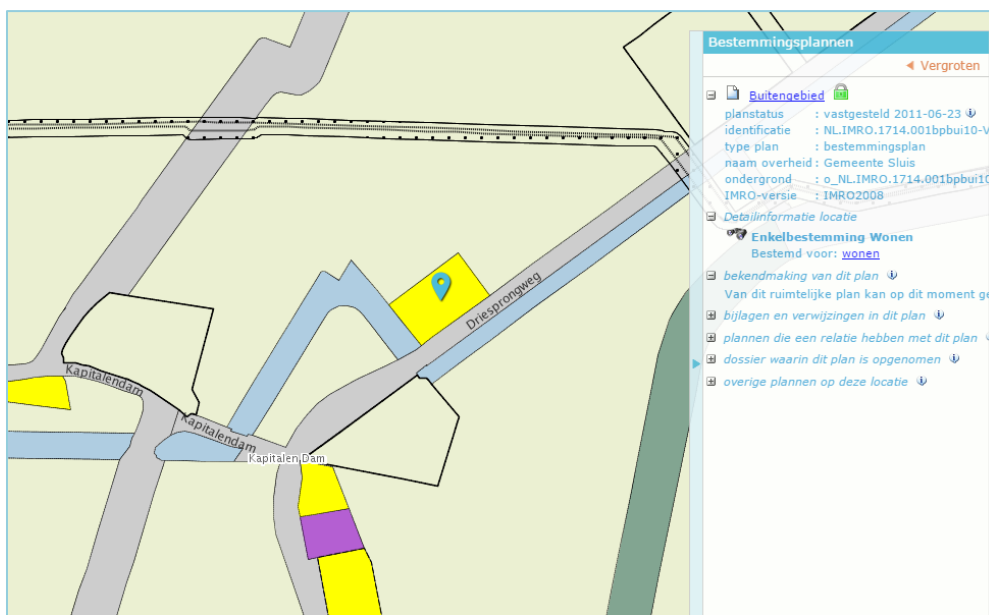 Bestemmingsplannen
Vergroten
Buitengebied
planstatus : vastgesteld 2011-06-23
identificatie : NL.IMRO.1714.001bpbui10-V
type plan : bestemmingsplan
naam overheid : Gemeente Sluis
ondergrond : o_NL.IMRO.1714.001bpbui10
IMRO-versie : IMRO2008
Detailinformatie locatie
Enkelbestemming Wonen
Bestemd voor: wonen
bekendmaking van dit plan
Van dit ruimtelijke plan kan op dit moment ge
bijlagen en verwijzingen in dit plan
plannen die een relatie hebben met dit plan
dossier waarin dit plan is opgenomen
overige plannen op deze locatie
Driesprongweg
Kapitalendam
Kapitalendam
Kapitalen Dam